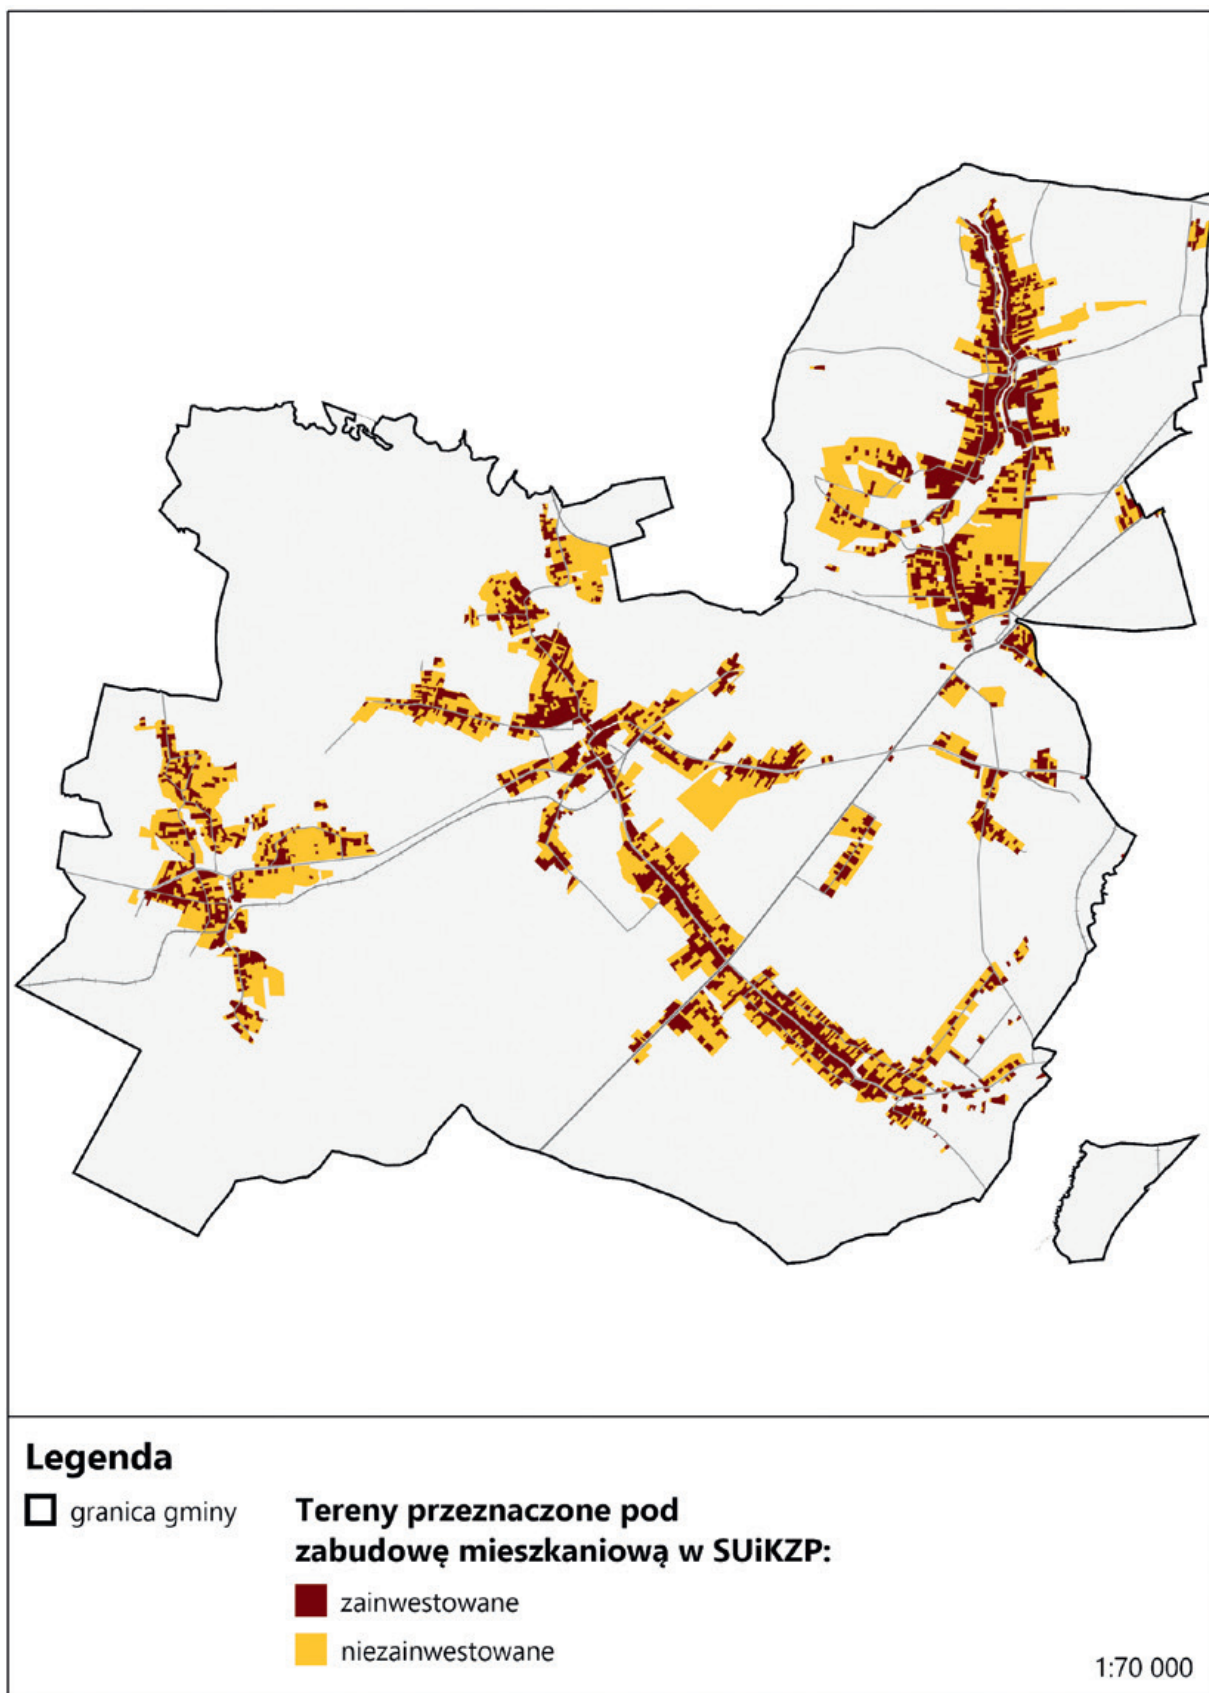 Legenda
granica gminy
Tereny przeznaczone pod
zabudowę mieszkaniową w SUiKZP:
zainwestowane
niezainwestowane
1:70 000